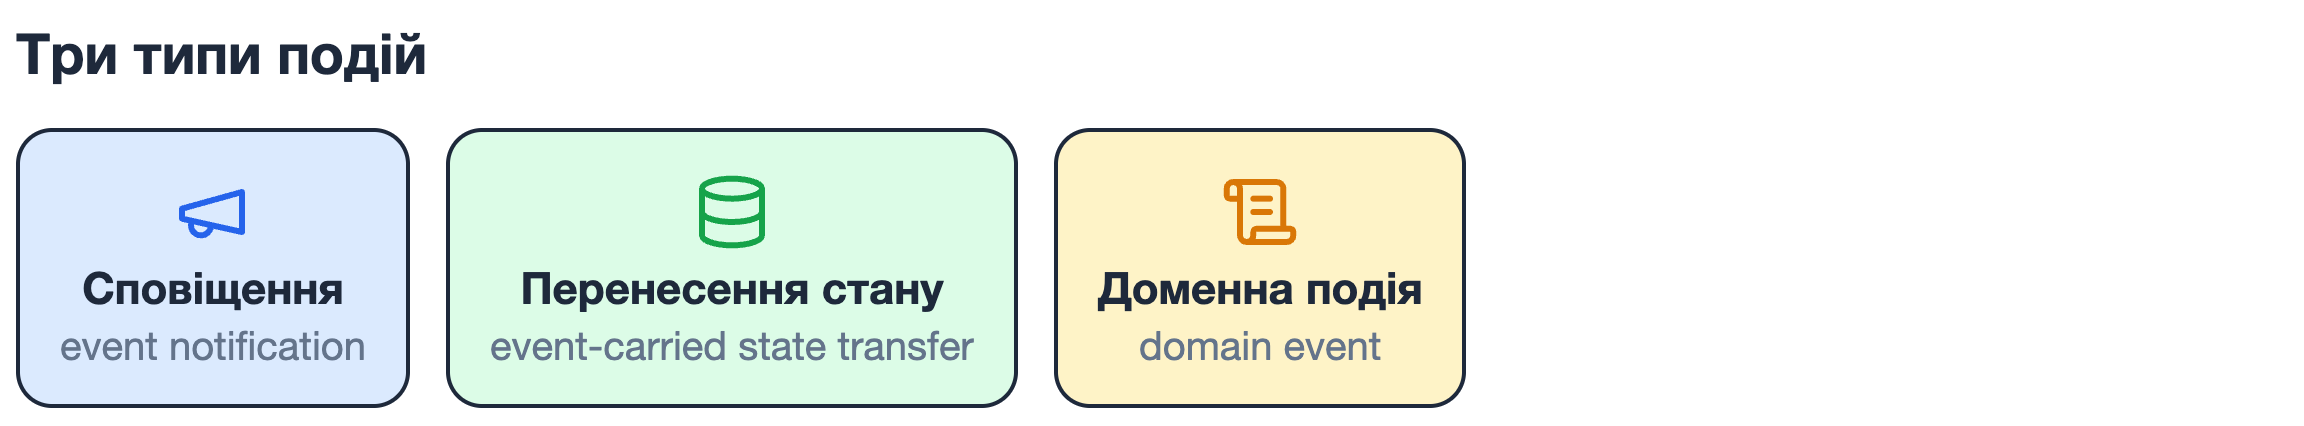 Три типи подій
Сповіщення
event notification
Перенесення стану
event-carried state transfer
Доменна подія
domain event